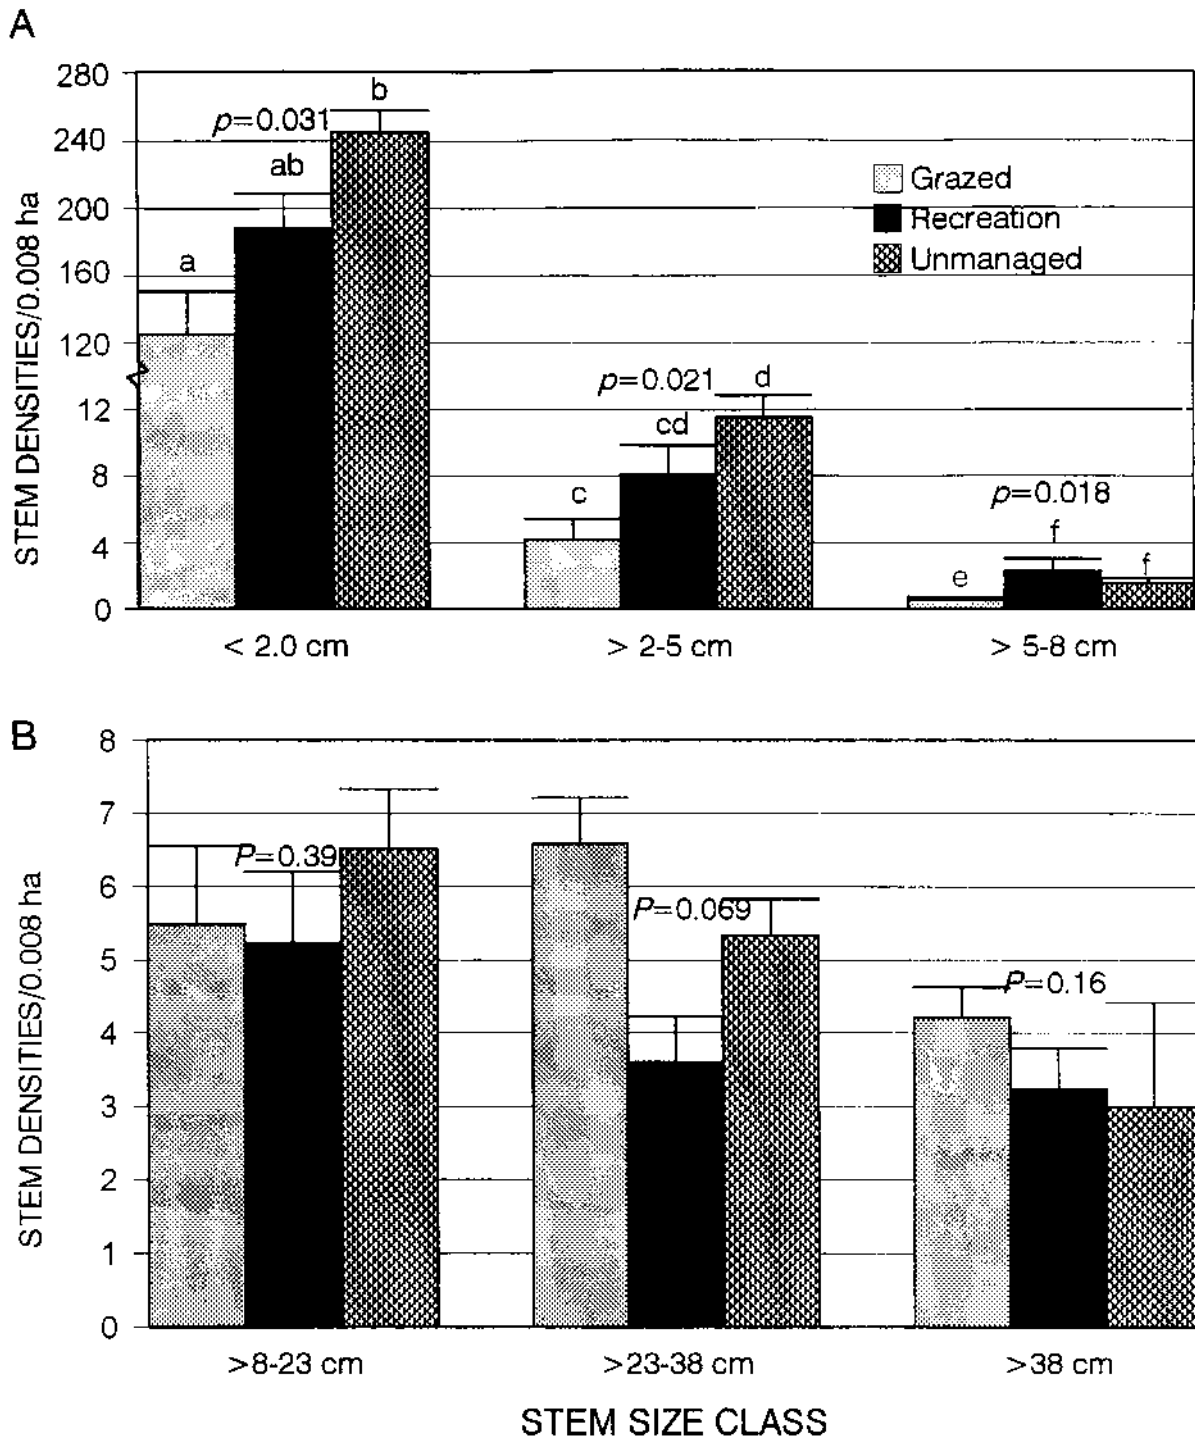 A
280
240
200
160
120
12
8
4
0
STEM DENSITIES/0.008 ha
p=0.031
a
ab
b
p=0.021
c
cd
d
p=0.018
e
f
f
Grazed
Recreation
Unmanaged
< 2.0 cm
> 2-5 cm
> 5-8 cm
B
8
7
6
5
4
3
2
1
0
STEM DENSITIES/0.008 ha
P=0.39
P=0.069
P=0.16
>8-23 cm
>23-38 cm
>38 cm
STEM SIZE CLASS